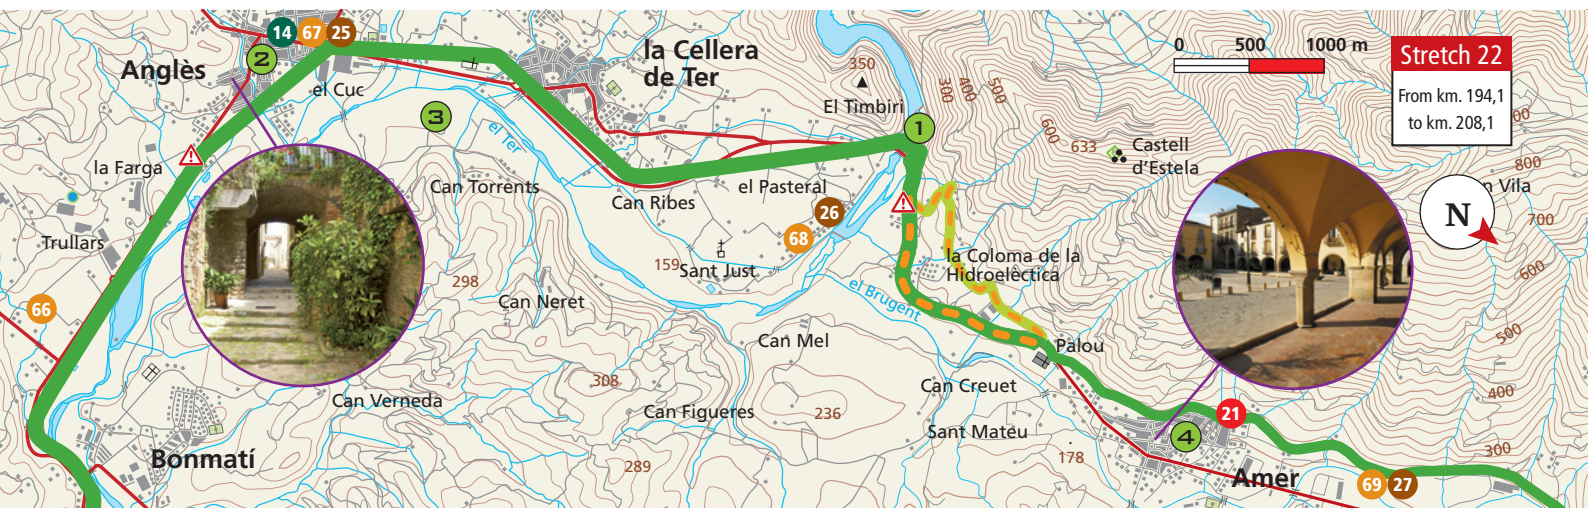 14
67
25
2
Anglès
el Cuc
3
el Ter
la Farga
Trullars
66
Bonmatí
Can Verneda
298
Can Torrents
Can Neret
308
289
la Cellera
de Ter
Can Ribes
el Pasteral
26
68
159
Sant Just
Can Mel
Can Figueres
236
350
El Timbiri
1
300
400
500
600
633
Castell
d'Estela
la Coloma de la
Hidroelèctica
el Brugent
Palou
Can Creuet
Sant Mateu
178
4
21
Amer
69
27
0
500
1000 m
Stretch 22
From km. 194,1
to km. 208,1
00
800
n Vila
700
N
600
500
400
300